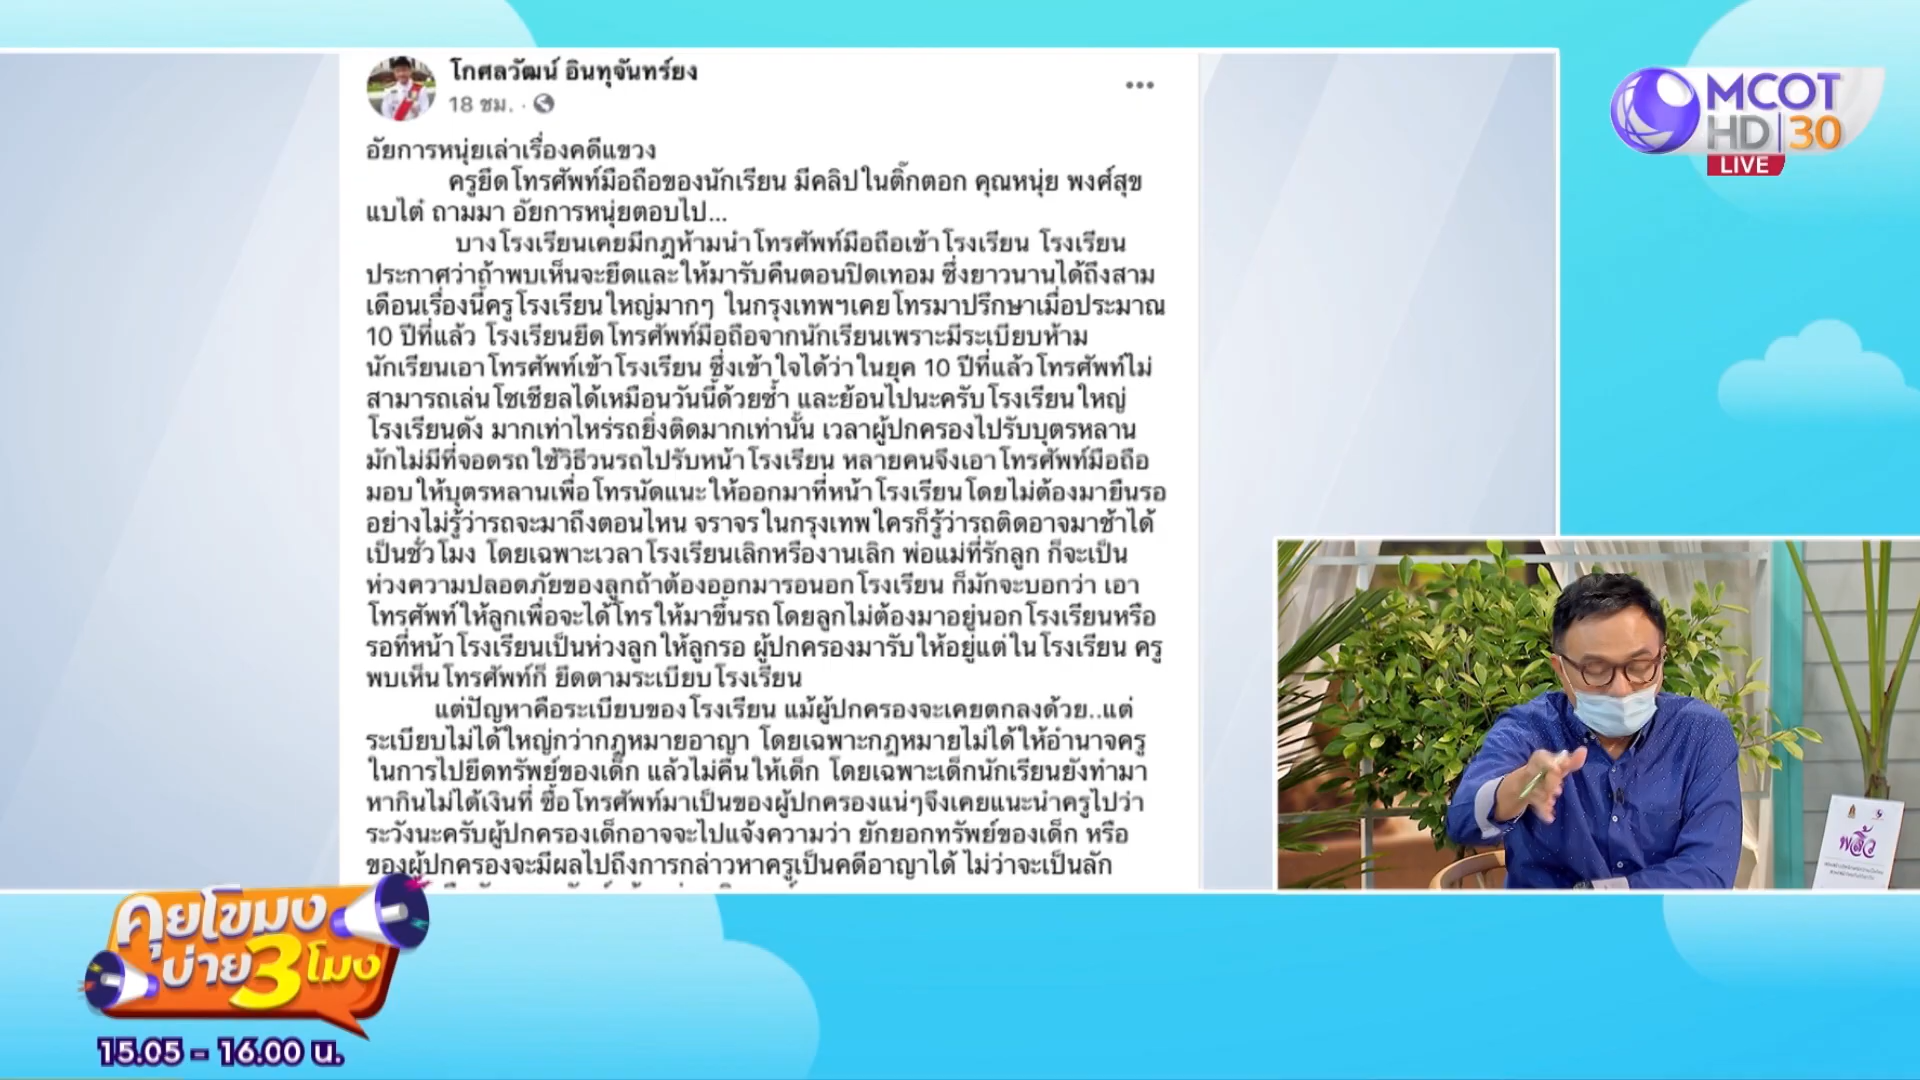 โกศลวัฒน์ อินทุจันทร์ยง
18 ชม. ·
อัยการหนุ่ยเล่าเรื่องคดีแขวง
ครูยึดโทรศัพท์มือถือของนักเรียน มีคลิปในติ๊กตอก คุณหนุ่ย พงศ์สุข
แบไต๋ ถามมา อัยการหนุ่ยตอบไป...
บางโรงเรียนเคยมีกฎห้ามนำโทรศัพท์มือถือเข้าโรงเรียน โรงเรียน
ประกาศว่าถ้าพบเห็นจะยึดและให้มารับคืนตอนปิดเทอม ซึ่งยาวนานได้ถึงสาม
เดือนเรื่องนี้ครูโรงเรียนใหญ่มากๆ ในกรุงเทพฯเคยโทรมาปรึกษาเมื่อประมาณ
10 ปีที่แล้ว โรงเรียนยึดโทรศัพท์มือถือจากนักเรียนเพราะมีระเบียบห้าม
นักเรียนเอาโทรศัพท์เข้าโรงเรียน ซึ่งเข้าใจได้ว่าในยุค 10 ปีที่แล้วโทรศัพท์ไม่
สามารถเล่นโซเชียลได้เหมือนวันนี้ด้วยซ้ำ และย้อนไปนะครับโรงเรียนใหญ่
โรงเรียนดัง มากเท่าไหร่รถยิ่งติดมากเท่านั้น เวลาผู้ปกครองไปรับบุตรหลาน
มักไม่มีที่จอดรถใช้วิธีวนรถไปรับหน้าโรงเรียน หลายคนจึงเอาโทรศัพท์มือถือ
มอบให้บุตรหลานเพื่อโทรนัดแนะให้ออกมาที่หน้าโรงเรียนโดยไม่ต้องมายืนรอ
อย่างไม่รู้ว่ารถจะมาถึงตอนไหน จราจรในกรุงเทพใครก็รู้ว่ารถติดอาจมาช้าได้
เป็นชั่วโมง โดยเฉพาะเวลาโรงเรียนเลิกหรืองานเลิก พ่อแม่ที่รักลูก ก็จะเป็น
ห่วงความปลอดภัยของลูกถ้าต้องออกมารอนอกโรงเรียน ก็มักจะบอกว่า เอา
โทรศัพท์ให้ลูกเพื่อจะได้โทรให้มาขึ้นรถโดยลูกไม่ต้องมาอยู่นอกโรงเรียนหรือ
รอที่หน้าโรงเรียนเป็นห่วงลูกให้ลูกรอ ผู้ปกครองมารับให้อยู่แต่ในโรงเรียน ครู
พบเห็นโทรศัพท์ก็ ยึดตามระเบียบโรงเรียน
แต่ปัญหาคือระเบียบของโรงเรียน แม้ผู้ปกครองจะเคยตกลงด้วย..แต่
ระเบียบไม่ได้ใหญ่กว่ากฎหมายอาญา โดยเฉพาะกฎหมายไม่ได้ให้อำนาจครู
ในการไปยึดทรัพย์ของเด็ก แล้วไม่คืนให้เด็ก โดยเฉพาะเด็กนักเรียนยังทำมา
หากินไม่ได้เงินที่ ซื้อโทรศัพท์มาเป็นของผู้ปกครองแน่ๆจึงเคยแนะนำครูไปว่า
ระวังนะครับผู้ปกครองเด็กอาจจะไปแจ้งความว่า ยักยอกทรัพย์ของเด็ก หรือ
ของผู้ปกครองจะมีผลไปถึงการกล่าวหาครูเป็นคดีอาญาได้ ไม่ว่าจะเป็นลัก
MCOT
HD 30
LIVE
พลิ้ว
คุยโขมง
บ่าย 3 โมง
15.05 - 16.00 น.